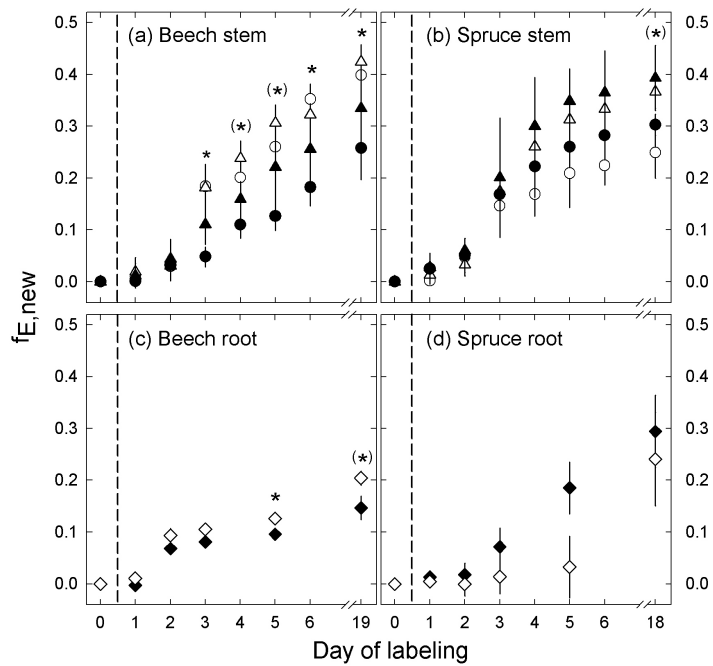 0.5 (a) Beech stem * (b) Spruce stem (*) 0.5
0.4 (*) (*) * 0.4
0.3 * 0.3
0.2 0.2
0.1 0.1
0.0 0.0
fE,new
0.5 (c) Beech root (d) Spruce root 0.5
0.4 0.4
0.3 0.3
0.2 * (*) 0.2
0.1 0.1
0.0 0.0
0 1 2 3 4 5 6 19 0 1 2 3 4 5 6 18
Day of labeling